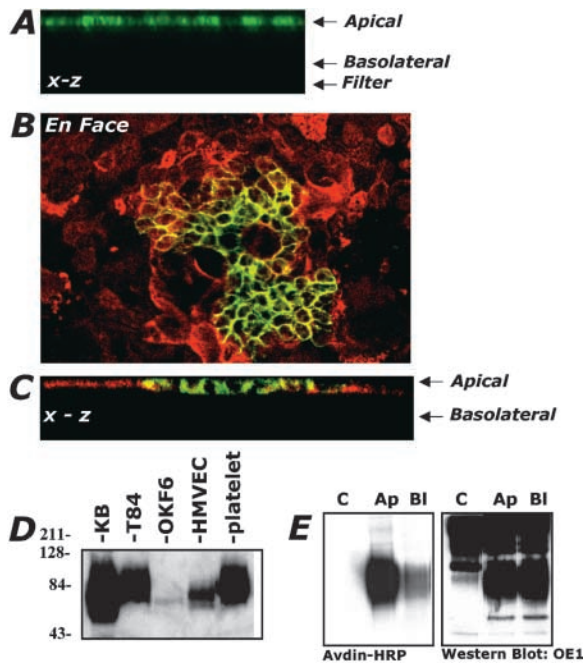 A
Apical
Basolateral
Filter
x-z
B En Face
C
Apical
Basolateral
x - z
D
-KB
-T84
-OKF6
-HMVEC
-platelet
211-
128-
84-
43-
E
C Ap Bl
C Ap Bl
Avdin-HRP
Western Blot: OE1